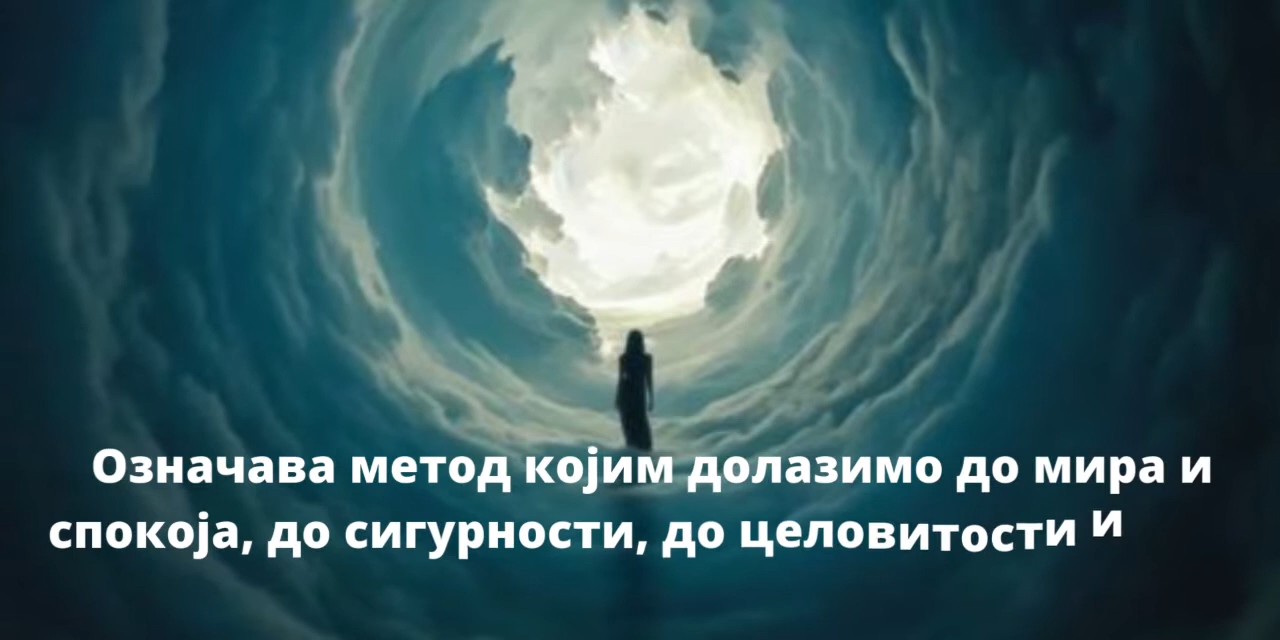 Означава метод којим долазимо до мира и
спокоја, до сигурности, до целовитости и